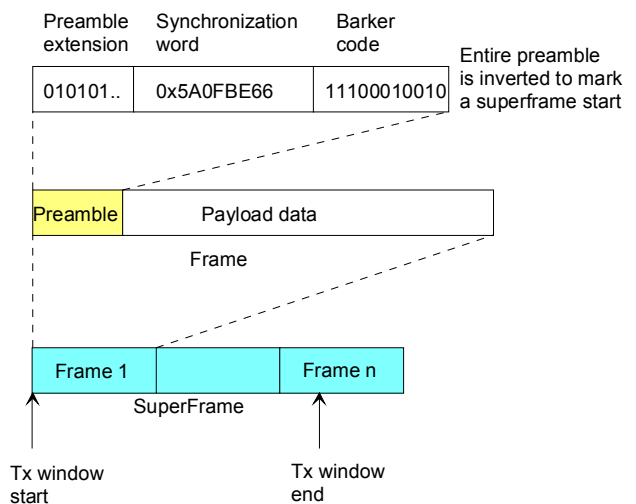 Preamble
extension
Synchronization
word
Barker
code
010101..
0x5A0FBE66
11100010010
Entire preamble
is inverted to mark
a superframe start
Preamble
Payload data
Frame
Frame 1
Frame n
SuperFrame
Tx window
start
Tx window
end